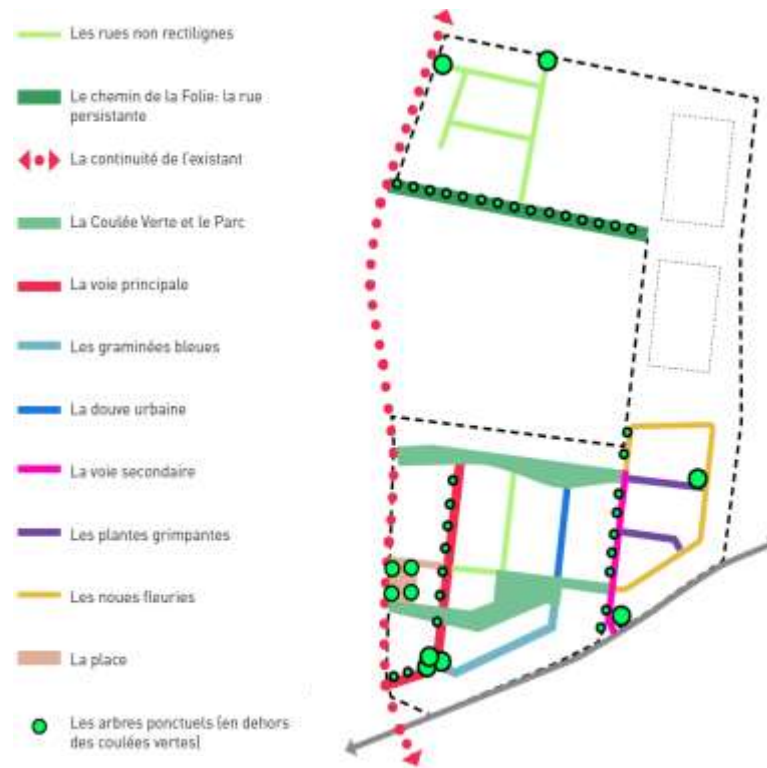 Les rues non rectilignes
Le chemin de la Folie: la rue
persistante
La continuité de l'existant
La Coulée Verte et le Parc
La voie principale
Les graminées bleues
La douve urbaine
La voie secondaire
Les plantes grimpantes
Les noues fleuries
La place
Les arbres ponctuels (en dehors
des coulées vertes)